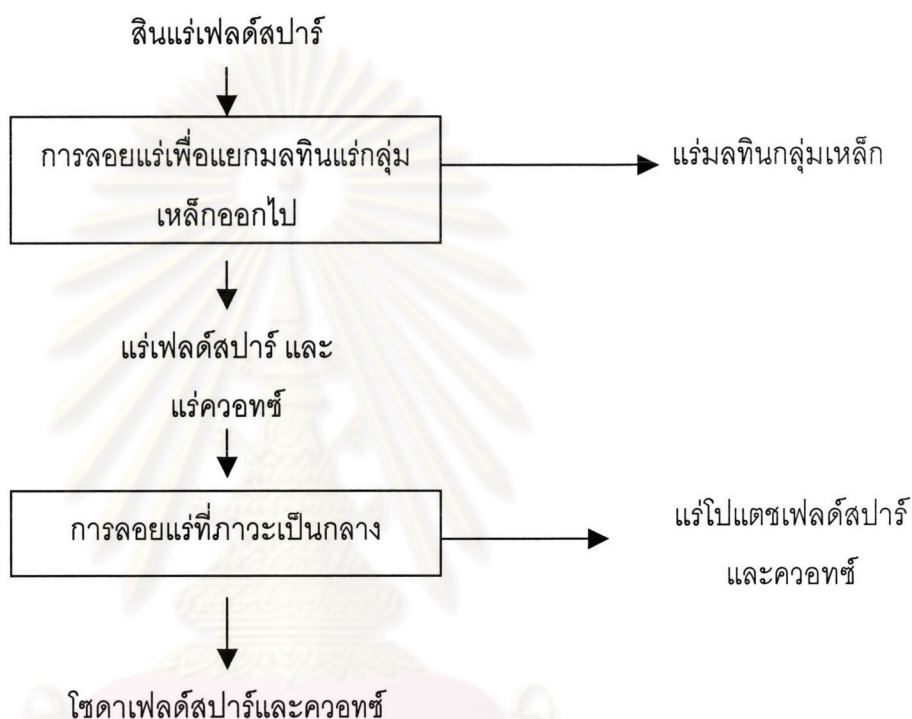 สินแร่เฟลด์สปาร์
การลอยแร่เพื่อแยกมลทินแร่กลุ่ม
เหล็กออกไป
แร่มลทินกลุ่มเหล็ก
แร่เฟลด์สปาร์ และ
แร่ควอทซ์
การลอยแร่ที่ภาวะเป็นกลาง
แร่โปแตชเฟลด์สปาร์
และควอทซ์
โซดาเฟลด์สปาร์และควอทซ์